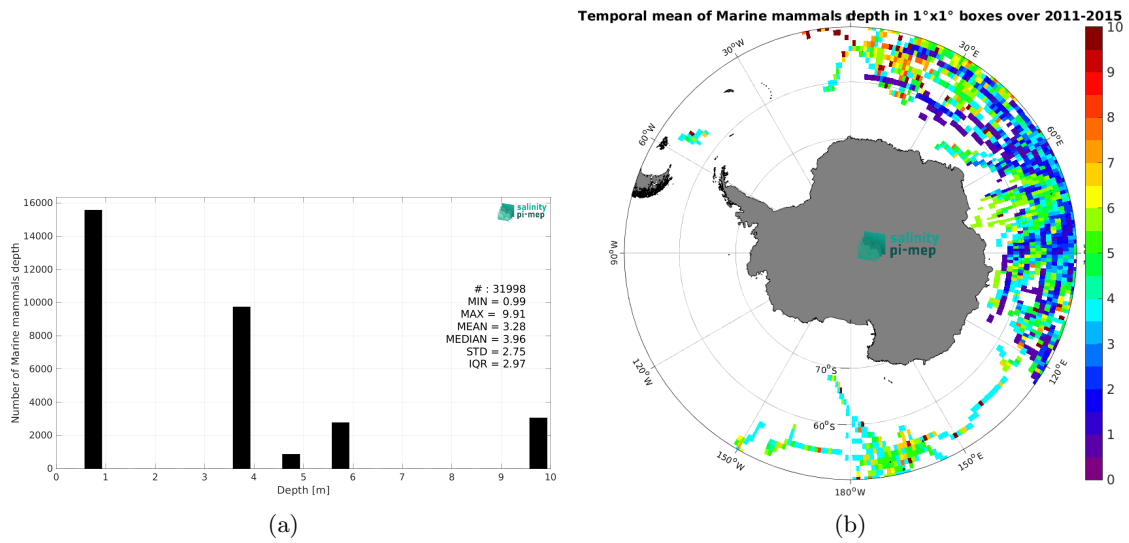 Temporal mean of Marine mammals depth in 1°x1° boxes over 2011-2015
16000
14000
12000
10000
8000
6000
4000
2000
0
Number of Marine mammals depth
salinity
pi-mep
# : 31998
MIN = 0.99
MAX = 9.91
MEAN = 3.28
MEDIAN = 3.96
STD = 2.75
IQR = 2.97
0 1 2 3 4 5 6 7 8 9 10
Depth [m]
(a)
30°W
30°E
60°W
60°E
90°W
salinity
pi-mep
120°W
120°E
70°S
60°S
150°W
150°E
180°W
10
9
8
7
6
5
4
3
2
1
0
(b)